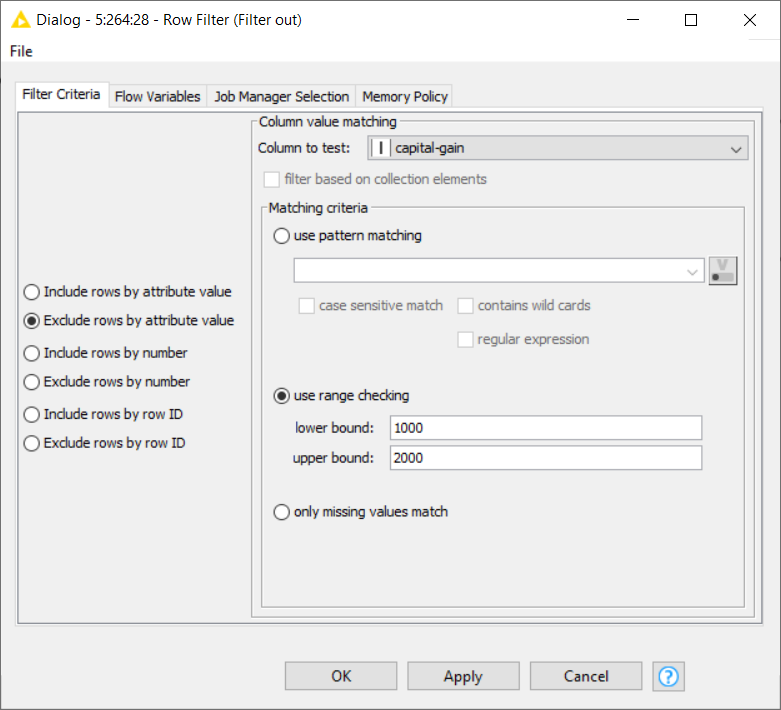 Dialog - 5:264:28 - Row Filter (Filter out)
File
Filter Criteria Flow Variables Job Manager Selection Memory Policy
Include rows by attribute value
Exclude rows by attribute value
Include rows by number
Exclude rows by number
Include rows by row ID
Exclude rows by row ID
Column value matching
Column to test: I capital-gain
filter based on collection elements
Matching criteria
use pattern matching
V
case sensitive match contains wild cards
regular expression
use range checking
lower bound: 1000
upper bound: 2000
only missing values match
OK Apply Cancel ?